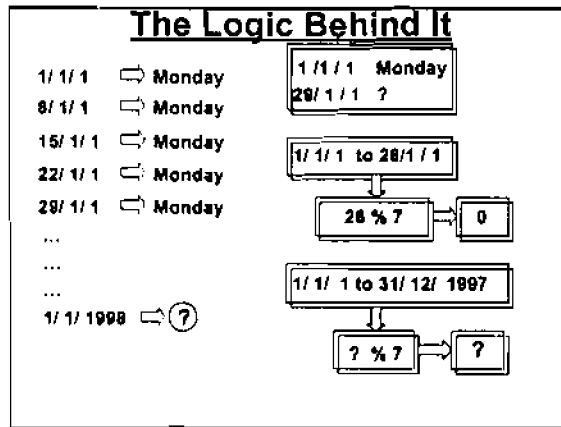 The Logic Behind It
1/ 1/ 1 Monday
8/ 1/ 1 Monday
15/ 1/ 1 Monday
22/ 1/ 1 Monday
29/ 1/ 1 Monday
...
...
...
1/ 1/ 1998 ?
1 /1/ 1 Monday
29/ 1 / 1 ?
1/ 1/ 1 to 28/1 / 1
28 % 7 0
1/ 1/ 1 to 31/ 12/ 1997
? % 7 ?